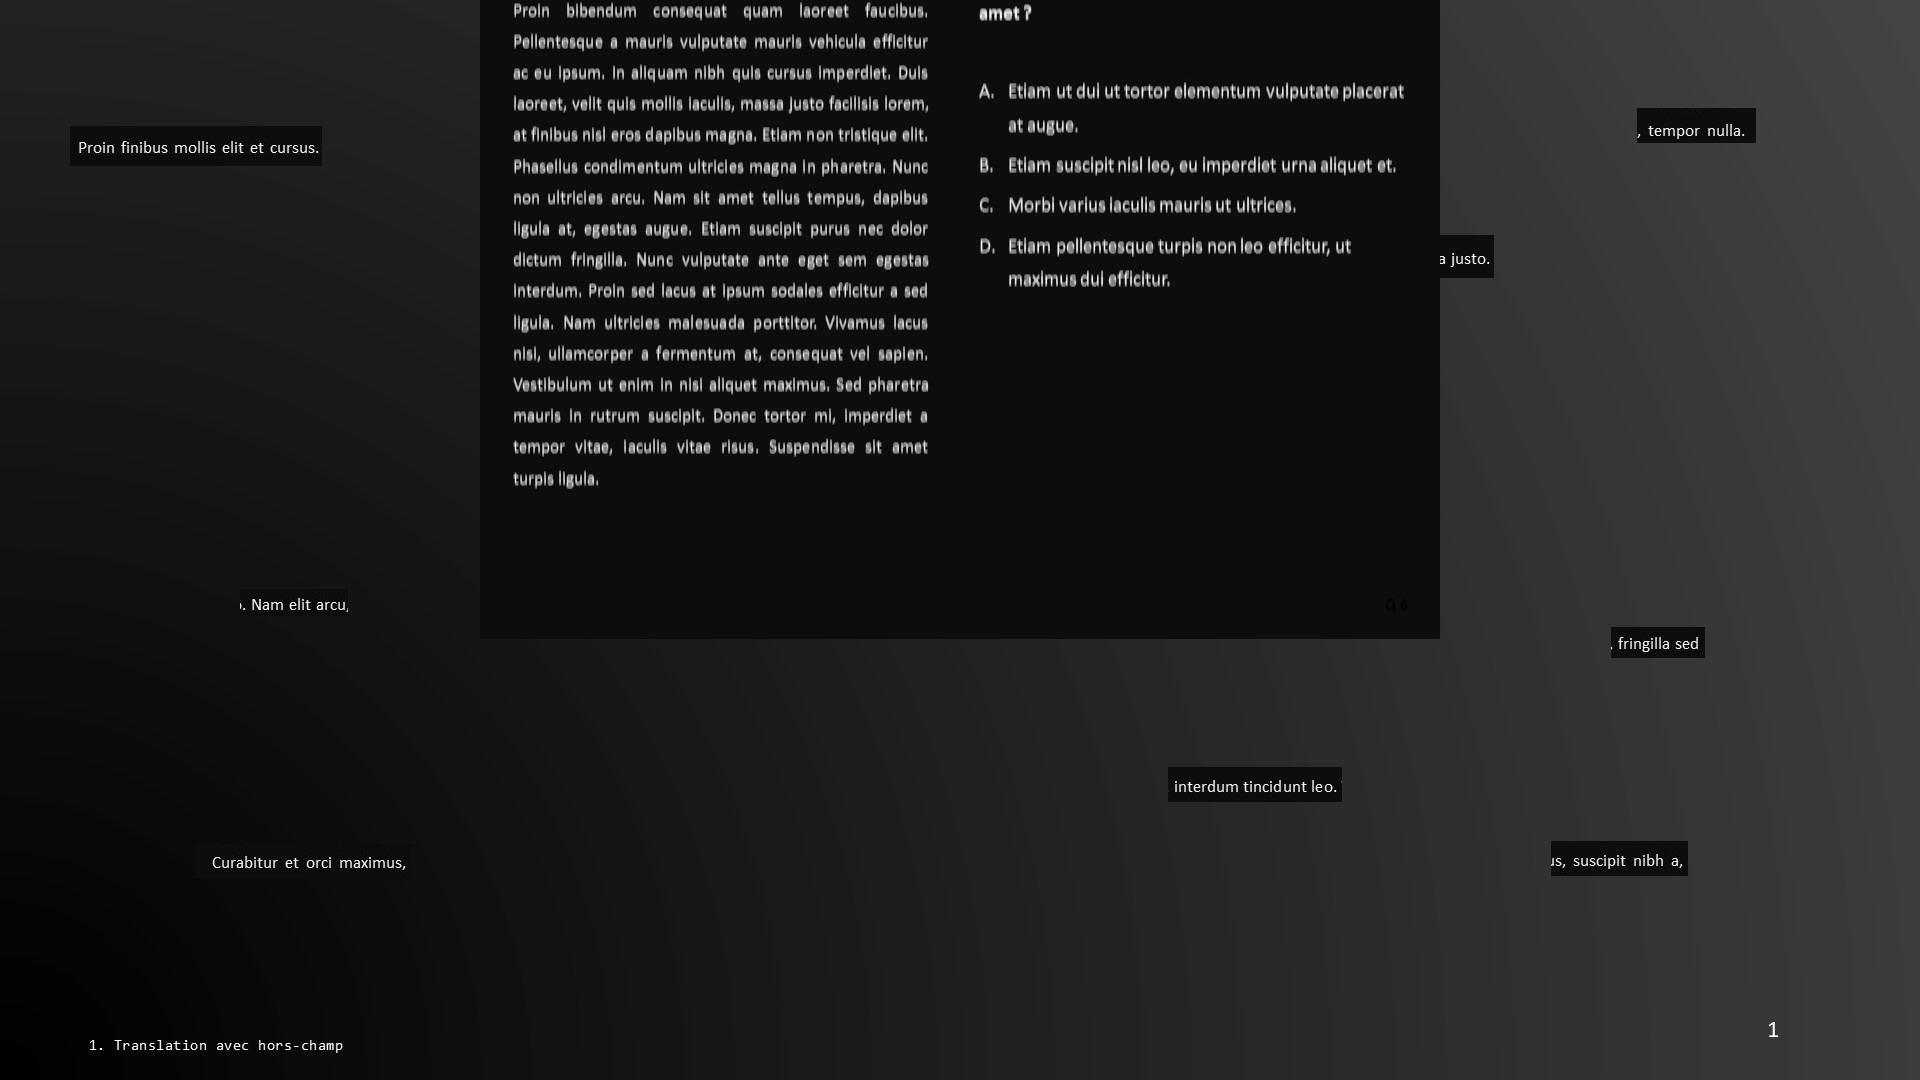 Proin bibendum consequat quam laoreet faucibus.
Pellentesque a mauris vulputate mauris vehicula efficitur
ac eu ipsum. In aliquam nibh quis cursus imperdiet. Duis
laoreet, velit quis mollis iaculis, massa justo facilisis lorem,
at finibus nisl eros dapibus magna. Etiam non tristique elit.
Phasellus condimentum ultricies magna in pharetra. Nunc
non ultricies arcu. Nam sit amet tellus tempus, dapibus
ligula at, egestas augue. Etiam suscipit purus nec dolor
dictum fringilla. Nunc vulputate ante eget sem egestas
interdum. Proin sed lacus at ipsum sodales efficitur a sed
ligula. Nam ultricies malesuada porttitor. Vivamus lacus
nisi, ullamcorper a fermentum at, consequat vel sapien.
Vestibulum ut enim in nisi aliquet maximus. Sed pharetra
mauris in rutrum suscipit. Donec tortor mi, imperdiet a
tempor vitae, iaculis vitae risus. Suspendisse sit amet
turpis ligula.
amet ?
A. Etiam ut dui ut tortor elementum vulputate placerat
at augue.
B. Etiam suscipit nisl leo, eu imperdiet urna aliquet et.
C. Morbi varius iaculis mauris ut ultrices.
D. Etiam pellentesque turpis non leo efficitur, ut
maximus dui efficitur.
Q 6
Proin finibus mollis elit et cursus.
, tempor nulla.
a justo.
. Nam elit arcu,
, fringilla sed
interdum tincidunt leo.
Curabitur et orci maximus,
us, suscipit nibh a,
1. Translation avec hors-champ
1